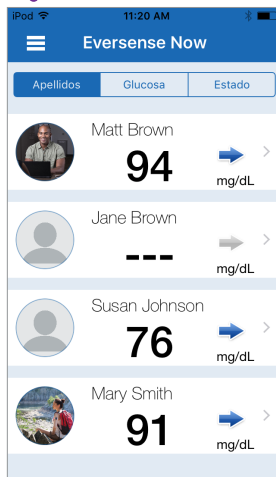 iPod 11:20 AM
Eversense Now
Apellidos Glucosa Estado
Matt Brown
94
mg/dL
Jane Brown
---
mg/dL
Susan Johnson
76
mg/dL
Mary Smith
91
mg/dL